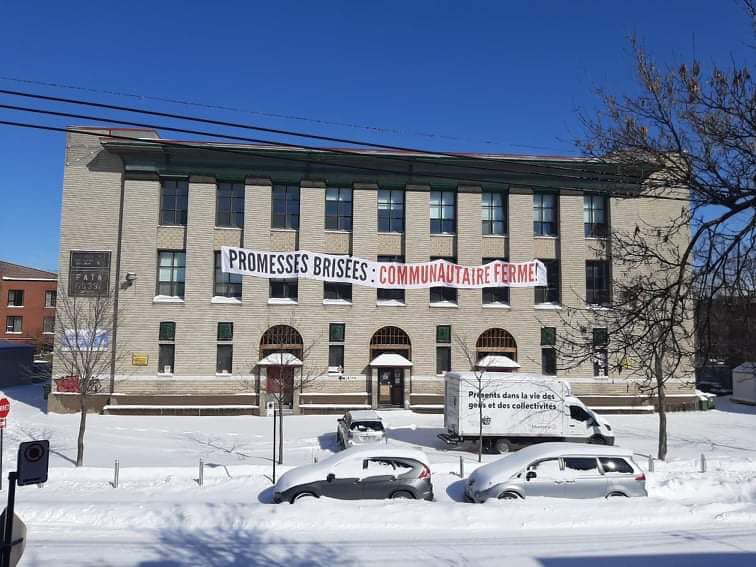 PROMESSES BRISÉES : COMMUNAUTAIRE FERMÉ!
Présents dans la vie des
gens et des collectivités